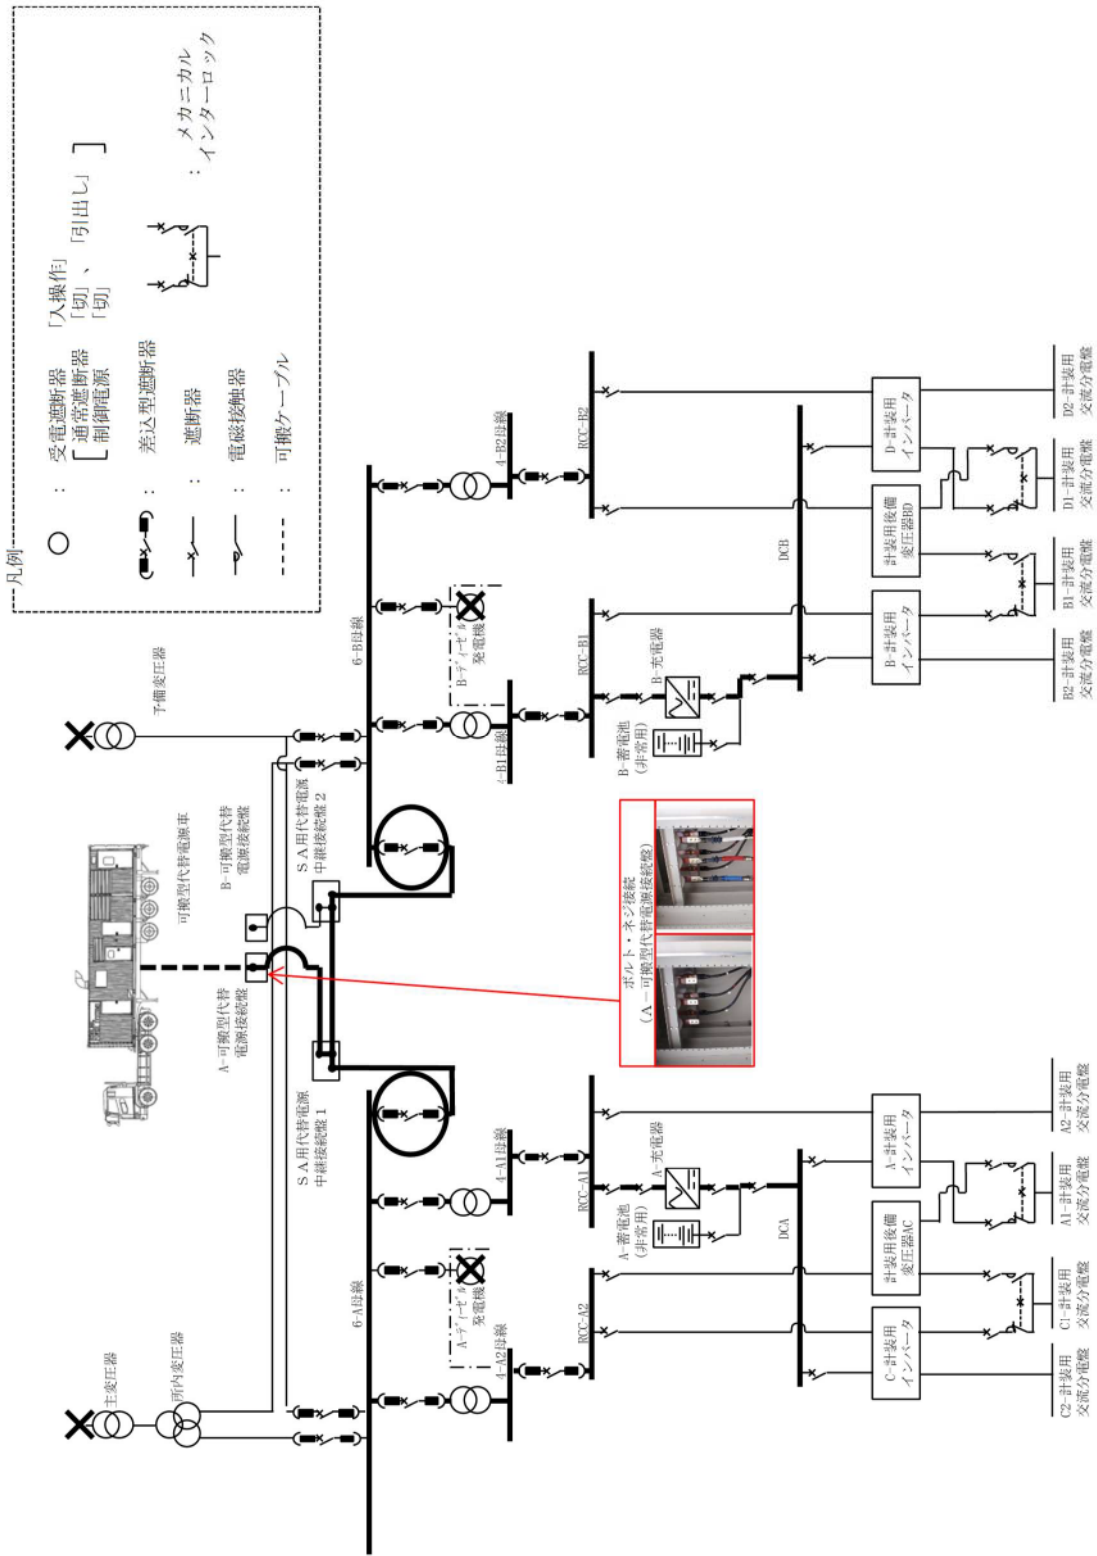 凡例
○ : 受電遮断器 「入操作」
[ 通常遮断器 「切」、「引出し」
制御電源 「切」 ]
: 差込型遮断器
: 遮断器
: 電磁接触器
: 可搬ケーブル
: メカニカル
インターロック
主変圧器
所内変圧器
可搬型代替電源車
予備変圧器
A-可搬型代替
電源接続盤
B-可搬型代替
電源接続盤
SA用代替電源
中継接続盤1
SA用代替電源
中継接続盤2
6-A母線
6-B母線
A-ディーゼル
発電機
B-ディーゼル
発電機
4-A2母線
4-A1母線
4-B1母線
4-B2母線
RCC-A2
RCC-A1
RCC-B1
RCC-B2
A-蓄電池
(非常用)
A-充電器
ボルト・ネジ接続
(A-可搬型代替電源接続盤)
B-蓄電池
(非常用)
B-充電器
DCA
DCB
C-計装用
インバータ
計装用後備
変圧器AC
A-計装用
インバータ
B-計装用
インバータ
計装用後備
変圧器BD
D-計装用
インバータ
C2-計装用
交流分電盤
C1-計装用
交流分電盤
A1-計装用
交流分電盤
A2-計装用
交流分電盤
B2-計装用
交流分電盤
B1-計装用
交流分電盤
D1-計装用
交流分電盤
D2-計装用
交流分電盤